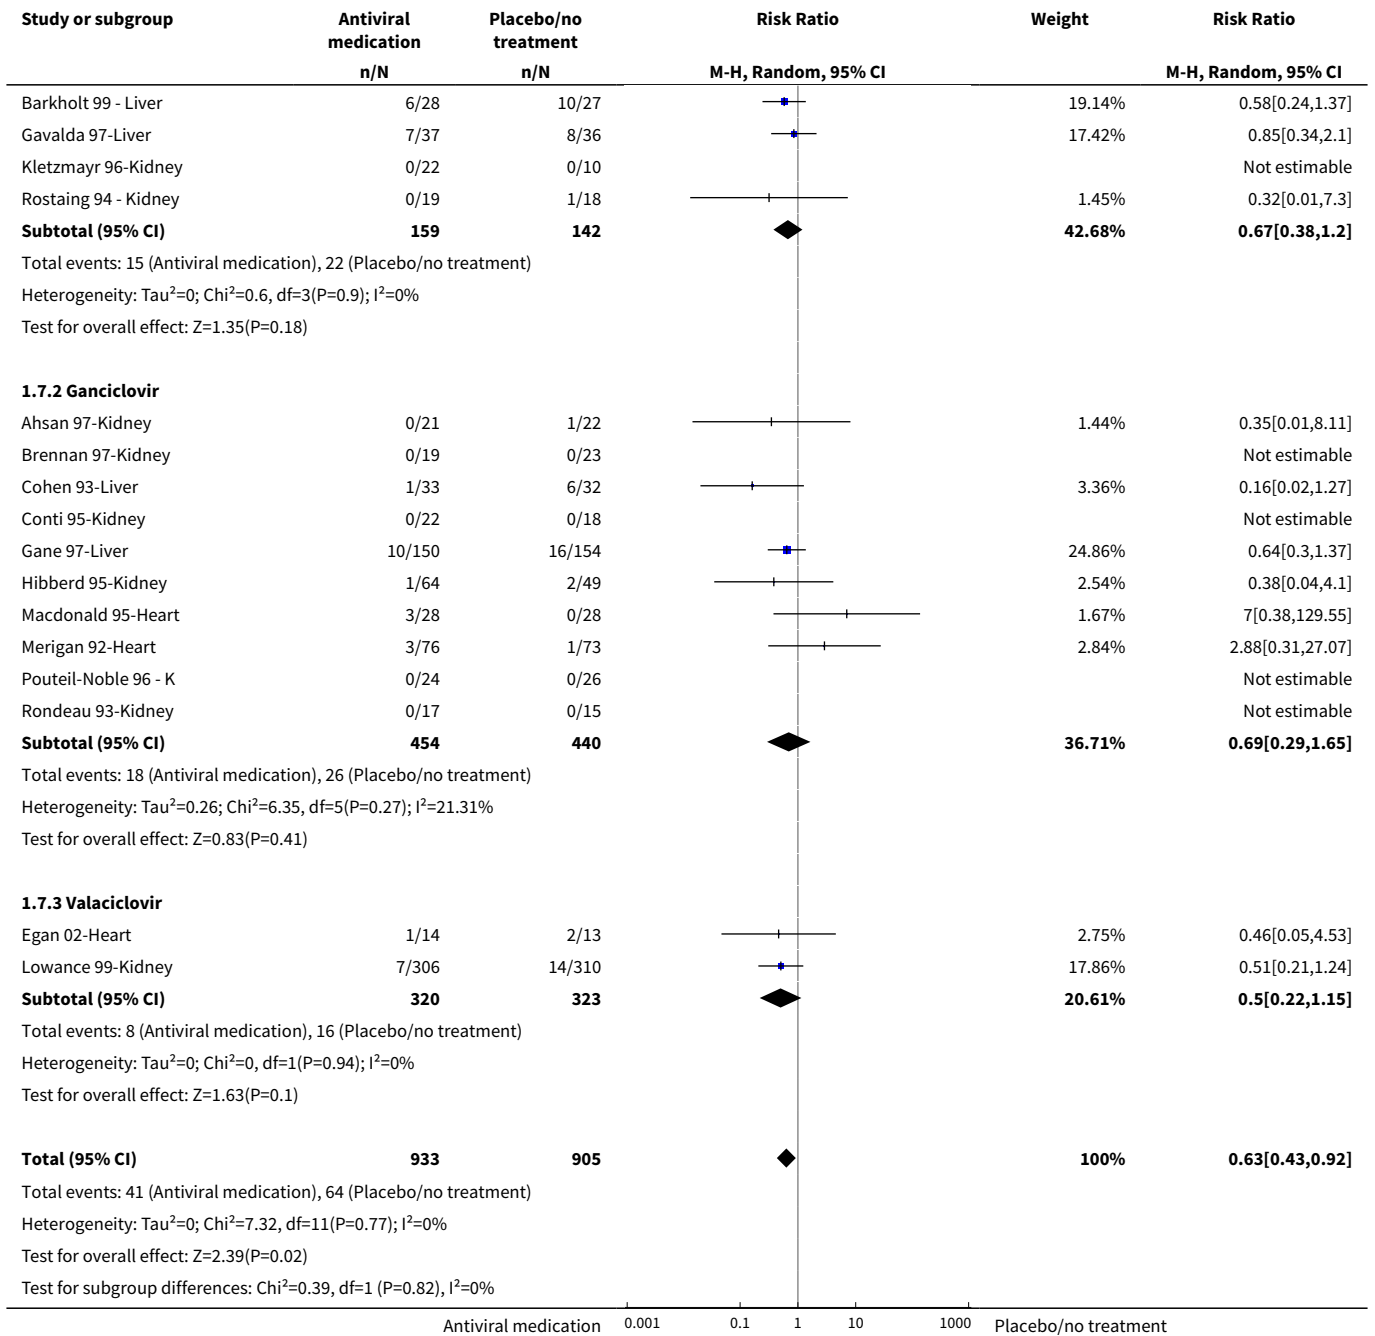 Study or subgroup Antiviral medication Placebo/no treatment Risk Ratio Weight Risk Ratio
n/N n/N M-H, Random, 95% CI M-H, Random, 95% CI
Barkholt 99 - Liver 6/28 10/27 19.14% 0.58[0.24,1.37]
Gavalda 97-Liver 7/37 8/36 17.42% 0.85[0.34,2.1]
Kletzmayr 96-Kidney 0/22 0/10 Not estimable
Rostaing 94 - Kidney 0/19 1/18 1.45% 0.32[0.01,7.3]
Subtotal (95% CI) 159 142 42.68% 0.67[0.38,1.2]
Total events: 15 (Antiviral medication), 22 (Placebo/no treatment)
Heterogeneity: Tau²=0; Chi²=0.6, df=3(P=0.9); I²=0%
Test for overall effect: Z=1.35(P=0.18)
1.7.2 Ganciclovir
Ahsan 97-Kidney 0/21 1/22 1.44% 0.35[0.01,8.11]
Brennan 97-Kidney 0/19 0/23 Not estimable
Cohen 93-Liver 1/33 6/32 3.36% 0.16[0.02,1.27]
Conti 95-Kidney 0/22 0/18 Not estimable
Gane 97-Liver 10/150 16/154 24.86% 0.64[0.3,1.37]
Hibberd 95-Kidney 1/64 2/49 2.54% 0.38[0.04,4.1]
Macdonald 95-Heart 3/28 0/28 1.67% 7[0.38,129.55]
Merigan 92-Heart 3/76 1/73 2.84% 2.88[0.31,27.07]
Pouteil-Noble 96 - K 0/24 0/26 Not estimable
Rondeau 93-Kidney 0/17 0/15 Not estimable
Subtotal (95% CI) 454 440 36.71% 0.69[0.29,1.65]
Total events: 18 (Antiviral medication), 26 (Placebo/no treatment)
Heterogeneity: Tau²=0.26; Chi²=6.35, df=5(P=0.27); I²=21.31%
Test for overall effect: Z=0.83(P=0.41)
1.7.3 Valaciclovir
Egan 02-Heart 1/14 2/13 2.75% 0.46[0.05,4.53]
Lowance 99-Kidney 7/306 14/310 17.86% 0.51[0.21,1.24]
Subtotal (95% CI) 320 323 20.61% 0.5[0.22,1.15]
Total events: 8 (Antiviral medication), 16 (Placebo/no treatment)
Heterogeneity: Tau²=0; Chi²=0, df=1(P=0.94); I²=0%
Test for overall effect: Z=1.63(P=0.1)
Total (95% CI) 933 905 100% 0.63[0.43,0.92]
Total events: 41 (Antiviral medication), 64 (Placebo/no treatment)
Heterogeneity: Tau²=0; Chi²=7.32, df=11(P=0.77); I²=0%
Test for overall effect: Z=2.39(P=0.02)
Test for subgroup differences: Chi²=0.39, df=1 (P=0.82), I²=0%
Antiviral medication 0.001 0.1 1 10 1000 Placebo/no treatment